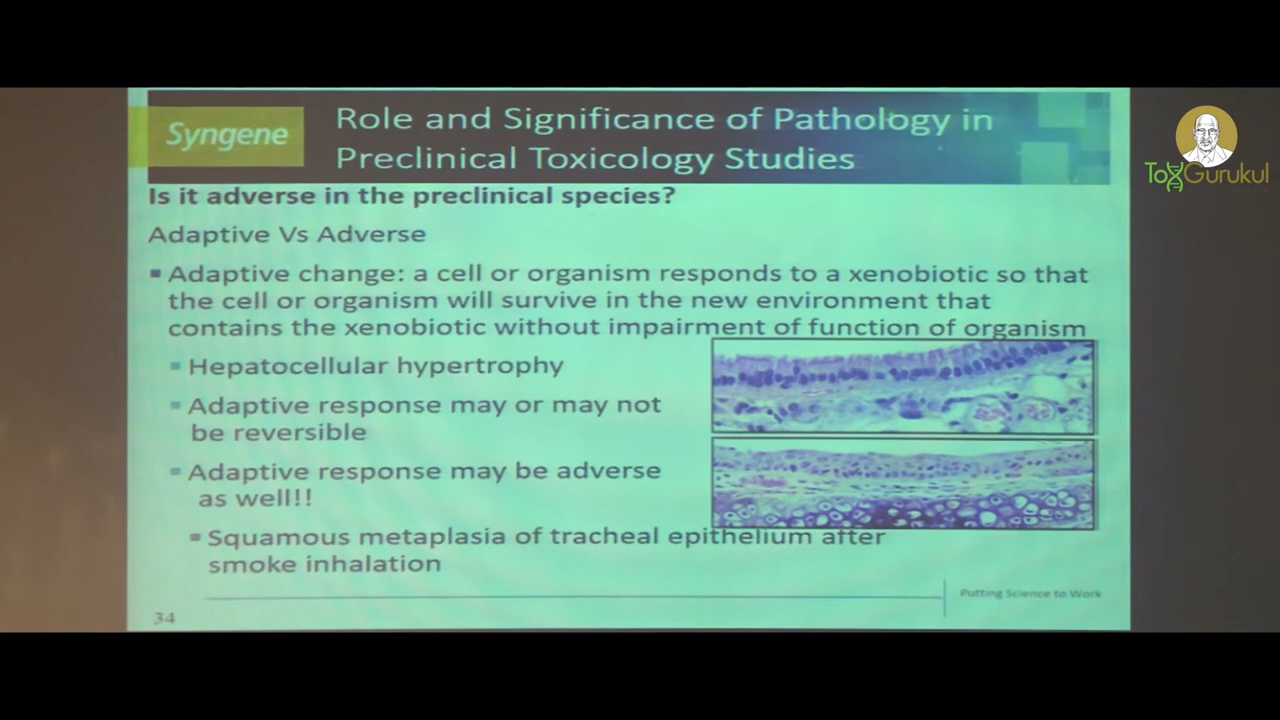 Syngene
Role and Significance of Pathology in
Preclinical Toxicology Studies
ToxGurukul
Is it adverse in the preclinical species?
Adaptive Vs Adverse
Adaptive change: a cell or organism responds to a xenobiotic so that
the cell or organism will survive in the new environment that
contains the xenobiotic without impairment of function of organism
Hepatocellular hypertrophy
Adaptive response may or may not
be reversible
Adaptive response may be adverse
as well!!
Squamous metaplasia of tracheal epithelium after
smoke inhalation
Putting Science to Work
34